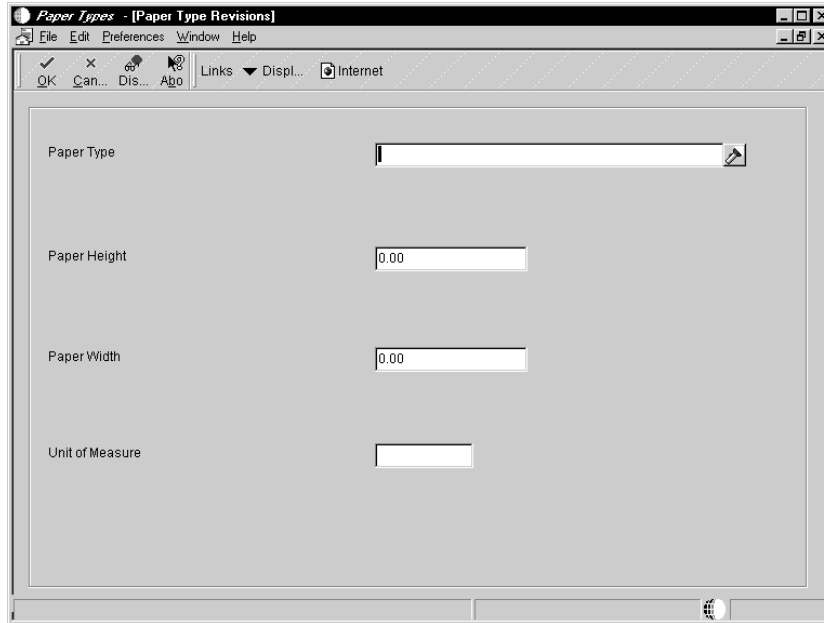 Paper Types - [Paper Type Revisions]
File Edit Preferences Window Help
OK Can... Dis... Abo Links Displ... Internet
Paper Type
Paper Height 0.00
Paper Width 0.00
Unit of Measure